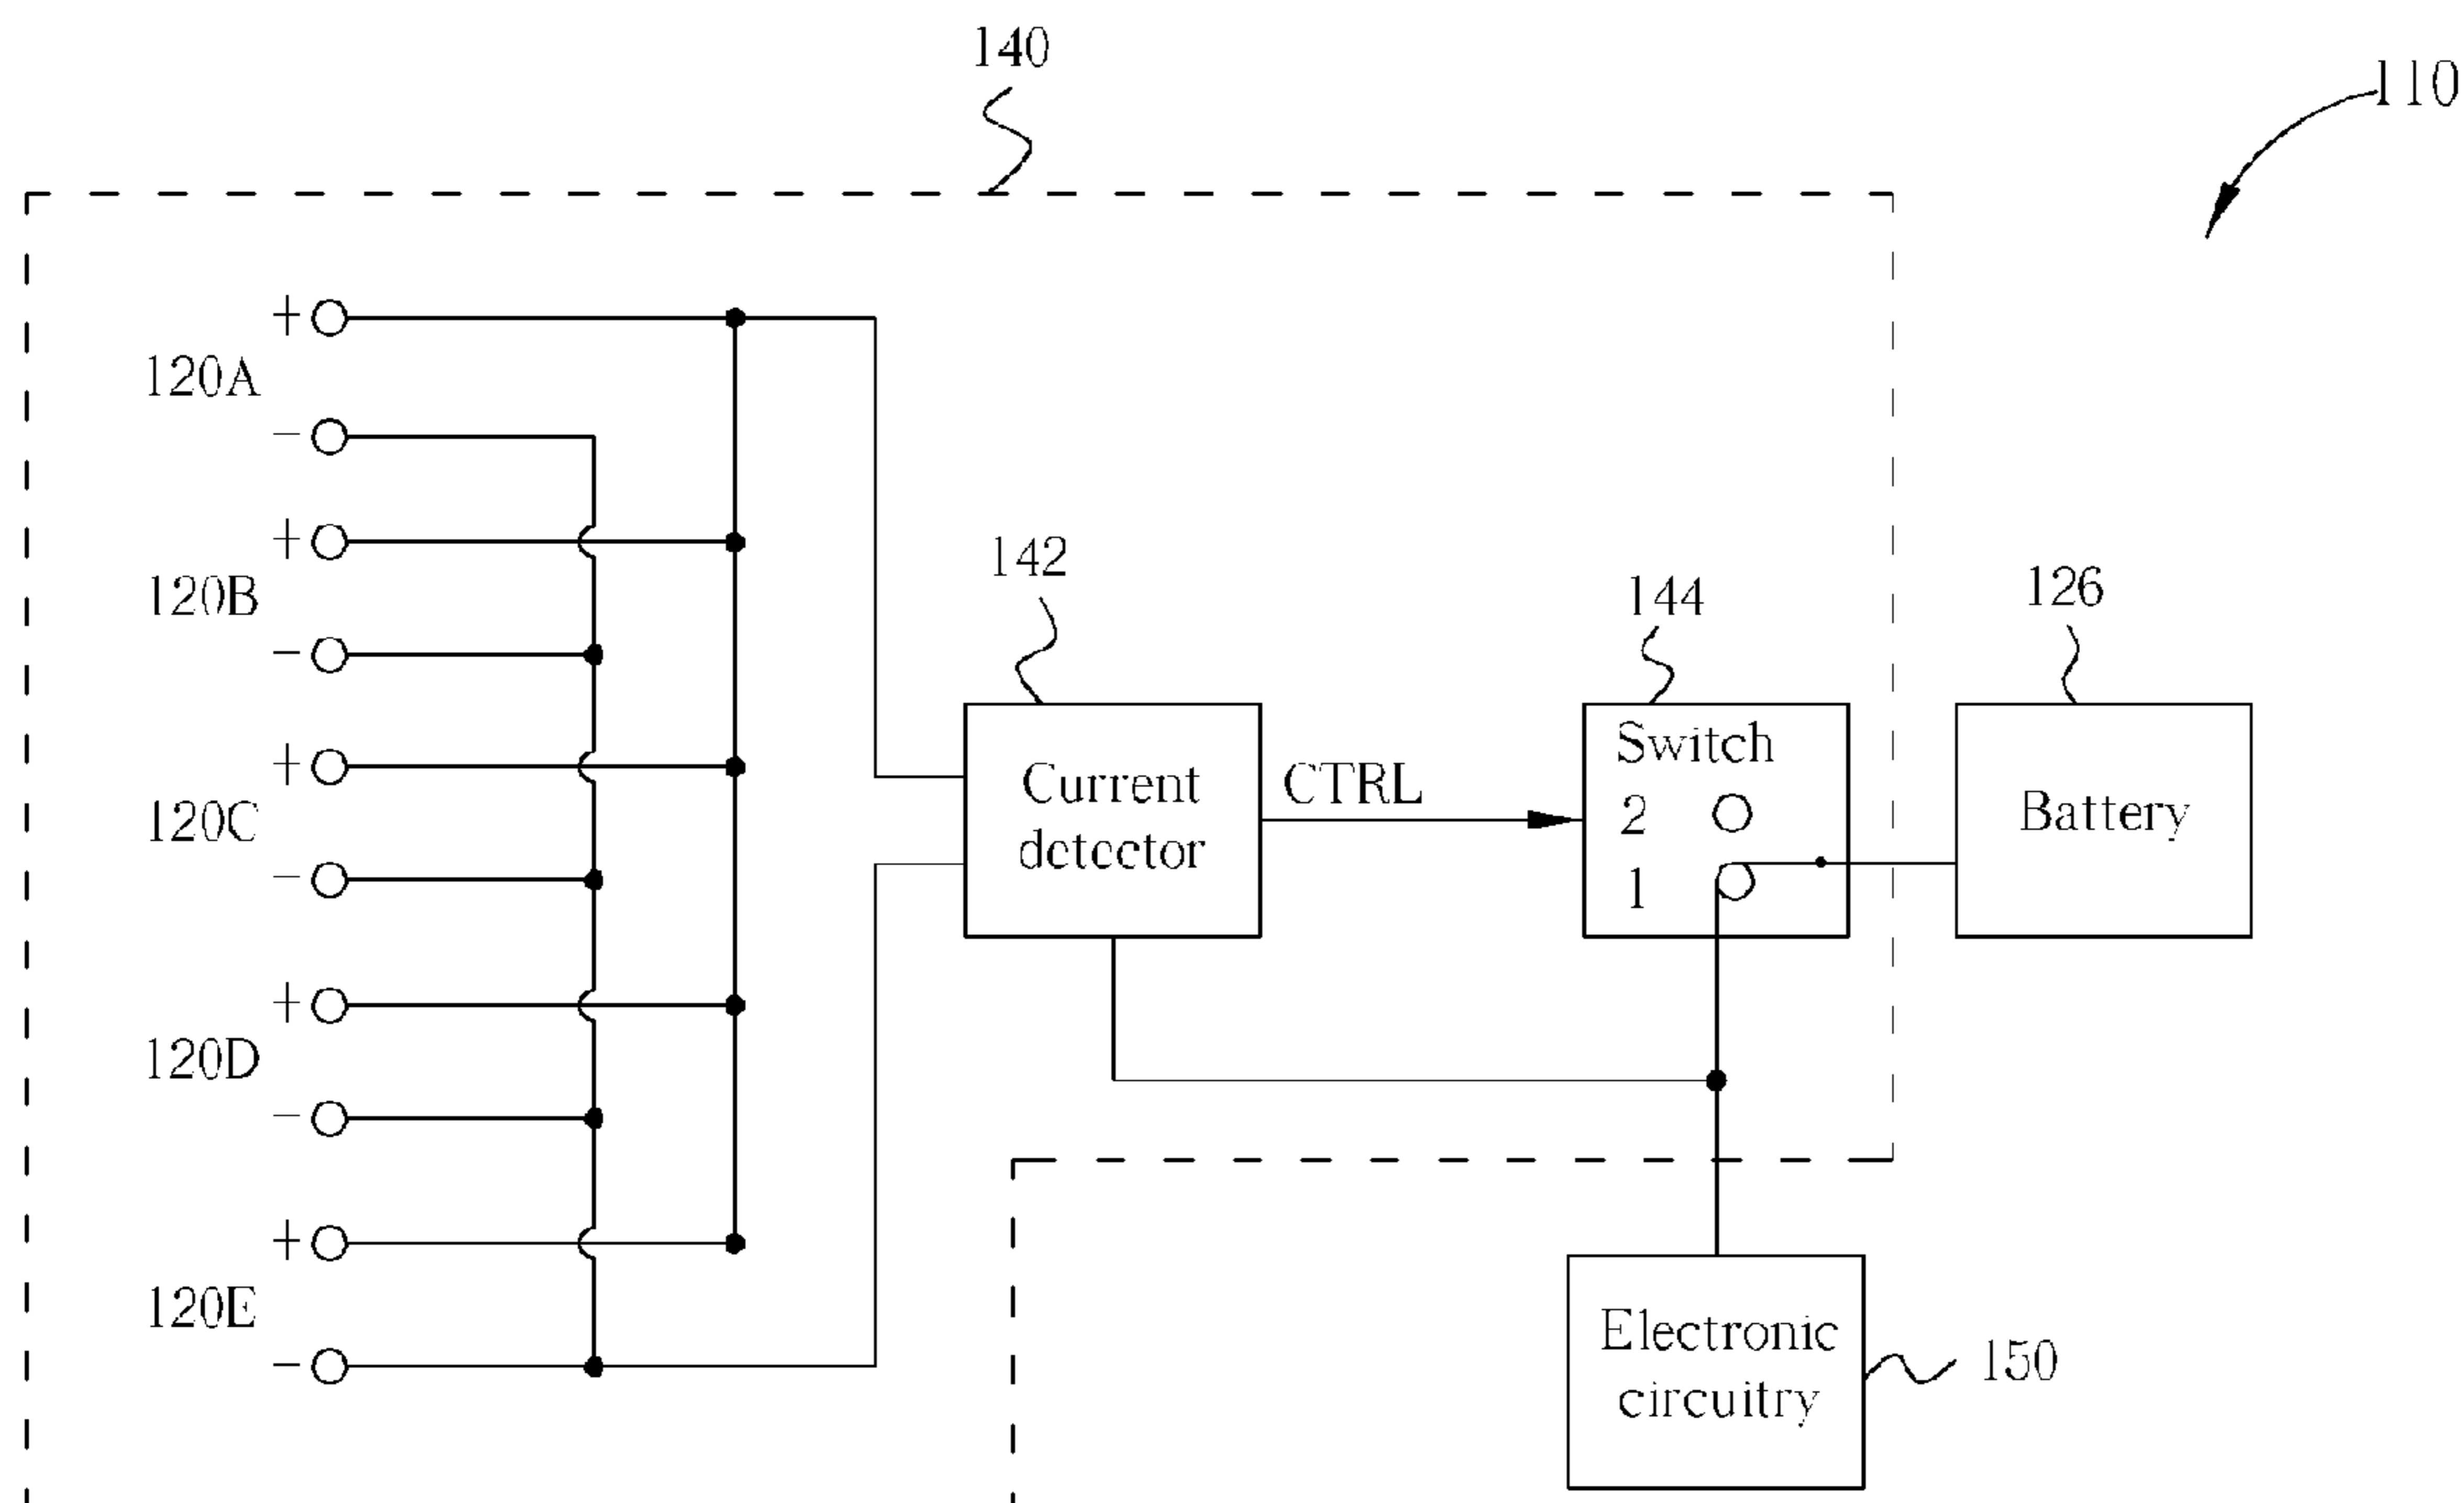 140
110
+
120A
−
+
120B
−
+
120C
−
+
120D
−
+
120E
−
142
Current
detector
CTRL
144
Switch
2
1
126
Battery
Electronic
circuitry
150